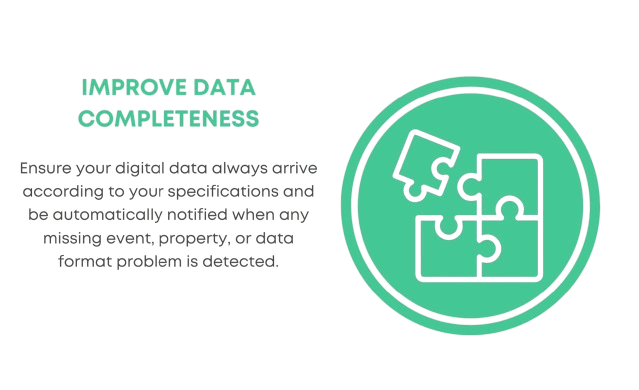 IMPROVE DATA
COMPLETENESS
Ensure your digital data always arrive
according to your specifications and
be automatically notified when any
missing event, property, or data
format problem is detected.